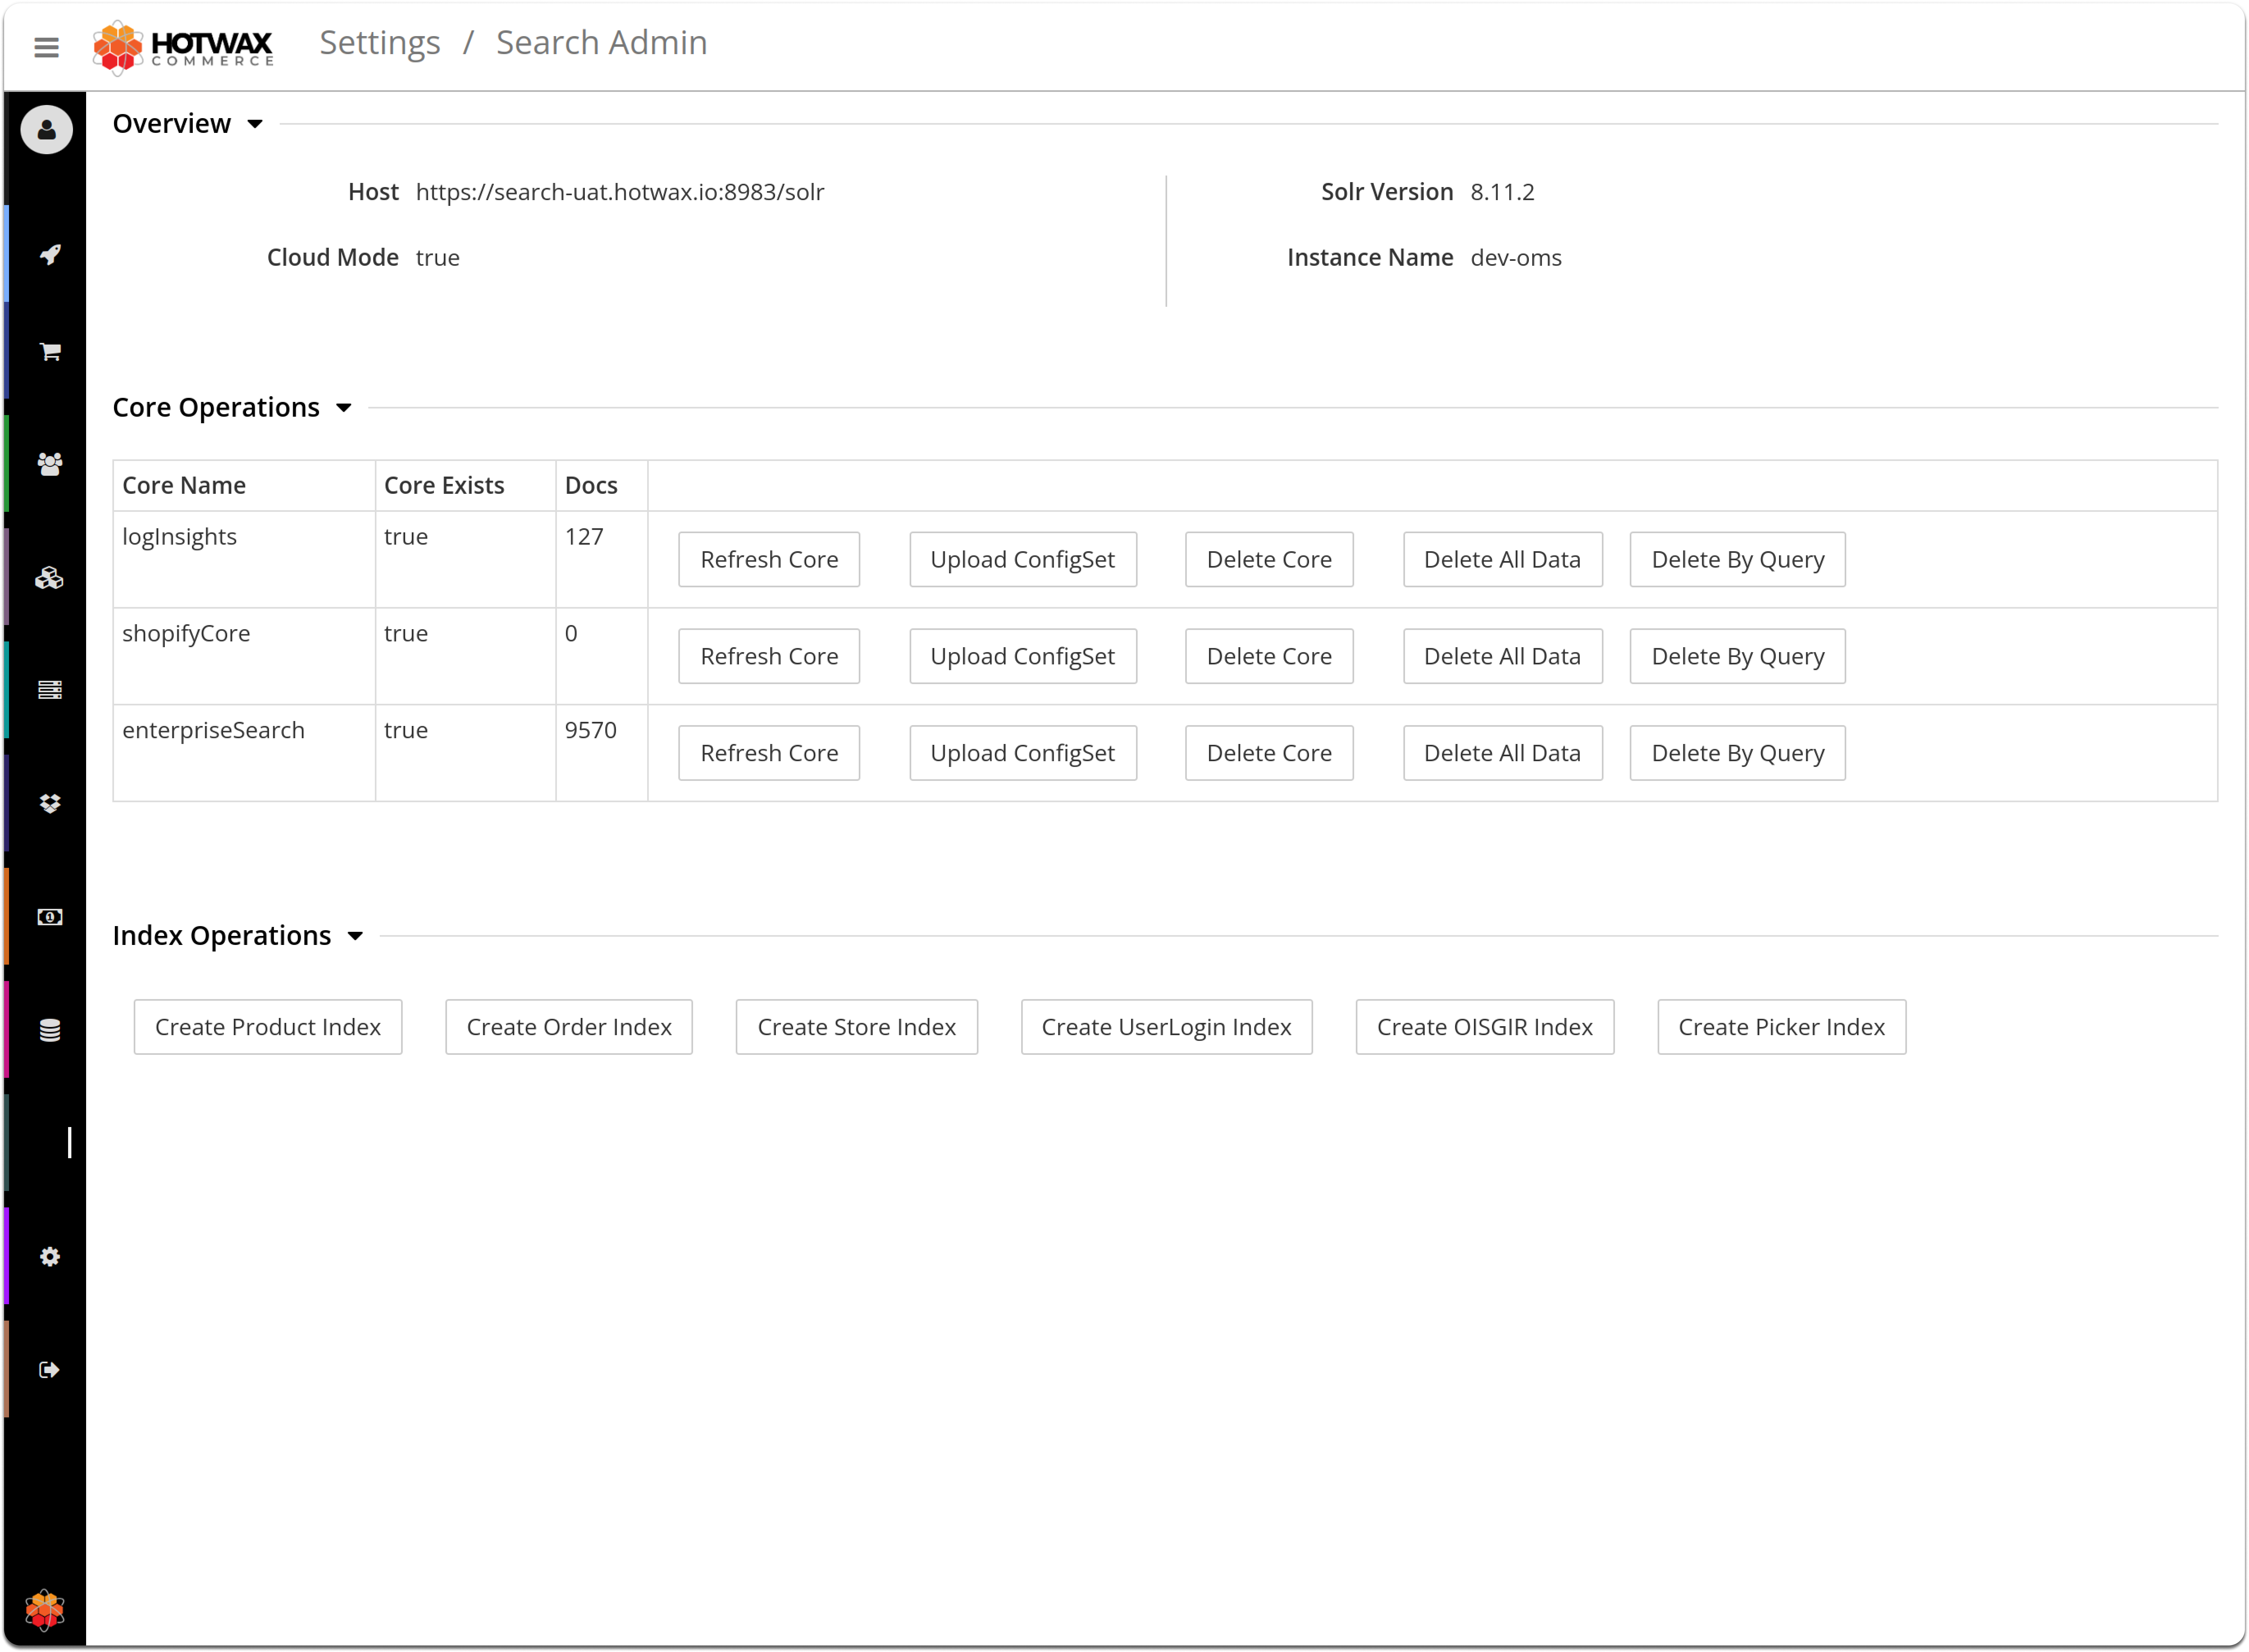 HOTWAX
COMMERCE
Settings / Search Admin
Overview
Host https://search-uat.hotwax.io:8983/solr
Solr Version 8.11.2
Cloud Mode true
Instance Name dev-oms
Core Operations
Core Name Core Exists Docs
logInsights true 127 Refresh Core Upload ConfigSet Delete Core Delete All Data Delete By Query
shopifyCore true 0 Refresh Core Upload ConfigSet Delete Core Delete All Data Delete By Query
enterpriseSearch true 9570 Refresh Core Upload ConfigSet Delete Core Delete All Data Delete By Query
Index Operations
Create Product Index Create Order Index Create Store Index Create UserLogin Index Create OISGIR Index Create Picker Index